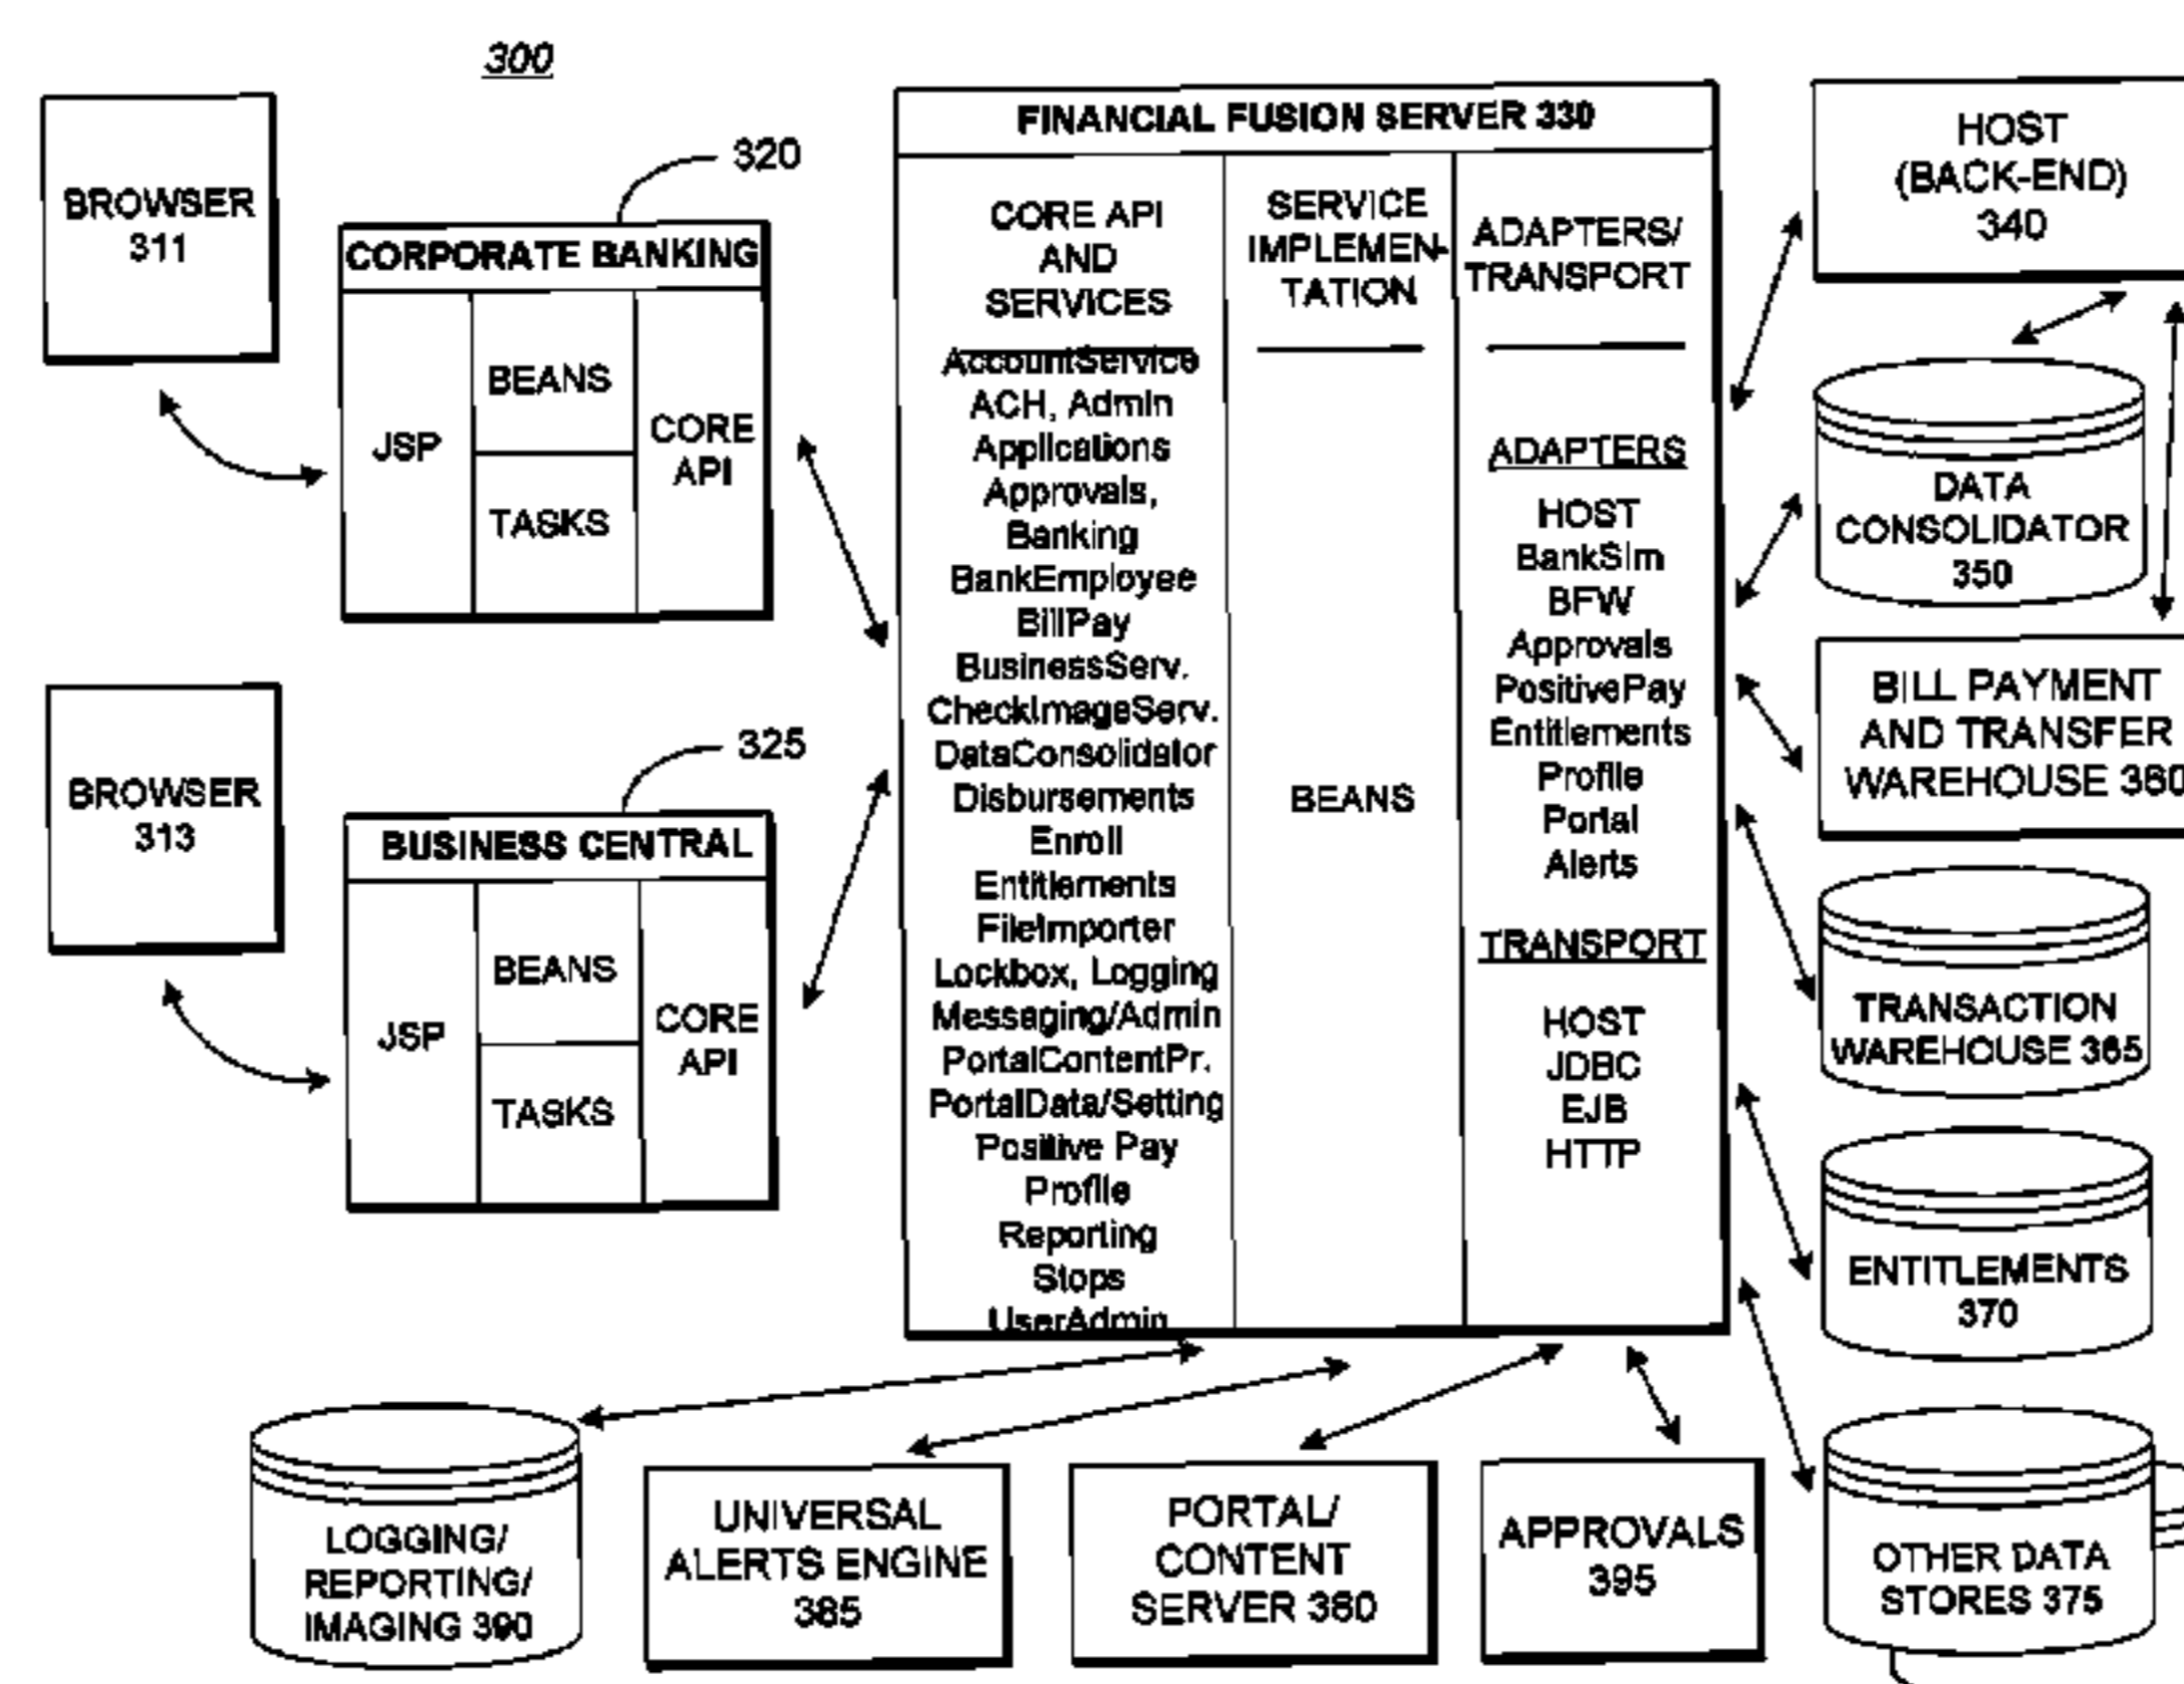 300
BROWSER
311
320
CORPORATE BANKING
JSP
BEANS
TASKS
CORE
API
BROWSER
313
325
BUSINESS CENTRAL
JSP
BEANS
TASKS
CORE
API
FINANCIAL FUSION SERVER 330
CORE API
AND
SERVICES
AccountService
ACH, Admin
Applications
Approvals,
Banking
BankEmployee
BillPay
BusinessServ.
CheckImageServ.
DataConsolidator
Disbursements
Enroll
Entitlements
FileImporter
Lockbox, Logging
Messaging/Admin
PortalContentPr.
PortalData/Setting
Positive Pay
Profile
Reporting
Stops
UserAdmin
SERVICE
IMPLEMEN-
TATION
BEANS
ADAPTERS/
TRANSPORT
ADAPTERS
HOST
BankSim
BFW
Approvals
PositivePay
Entitlements
Profile
Portal
Alerts
TRANSPORT
HOST
JDBC
EJB
HTTP
HOST
(BACK-END)
340
DATA
CONSOLIDATOR
350
BILL PAYMENT
AND TRANSFER
WAREHOUSE 360
TRANSACTION
WAREHOUSE 365
ENTITLEMENTS
370
OTHER DATA
STORES 375
LOGGING/
REPORTING/
IMAGING 390
UNIVERSAL
ALERTS ENGINE
385
PORTAL/
CONTENT
SERVER 380
APPROVALS
395